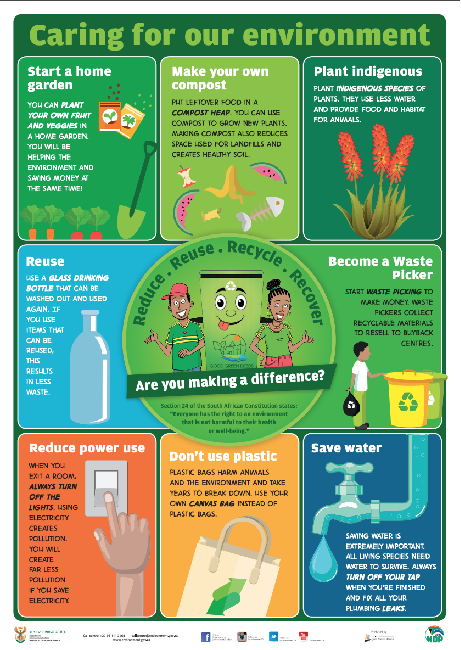 Caring for our environment
Start a home
garden
YOU CAN PLANT
YOUR OWN FRUIT
AND VEGGIES IN
A HOME GARDEN.
YOU WILL BE
HELPING THE
ENVIRONMENT AND
SAVING MONEY AT
THE SAME TIME!
Make your own
compost
PUT LEFTOVER FOOD IN A
COMPOST HEAP. YOU CAN USE
COMPOST TO GROW NEW PLANTS.
MAKING COMPOST ALSO REDUCES
SPACE USED FOR LANDFILLS AND
CREATES HEALTHY SOIL.
Plant indigenous
PLANT INDIGENOUS SPECIES OF
PLANTS. THEY USE LESS WATER
AND PROVIDE FOOD AND HABITAT
FOR ANIMALS.
Reuse
USE A GLASS DRINKING
BOTTLE THAT CAN BE
WASHED OUT AND USED
AGAIN. IF
YOU USE
ITEMS THAT
CAN BE
REUSED,
THIS
RESULTS
IN LESS
WASTE.
Reduce . Reuse . Recycle . Recover
Are you making a difference?
Section 24 of the South African Constitution states:
"Everyone has the right to an environment
that is not harmful to their health
or well-being."
Become a Waste
Picker
START WASTE PICKING TO
MAKE MONEY. WASTE
PICKERS COLLECT
RECYCLABLE MATERIALS
TO RESELL TO BUYBACK
CENTRES.
Reduce power use
WHEN YOU
EXIT A ROOM,
ALWAYS TURN
OFF THE
LIGHTS. USING
ELECTRICITY
CREATES
POLLUTION.
YOU WILL
CREATE
FAR LESS
POLLUTION
IF YOU SAVE
ELECTRICITY.
Don't use plastic
PLASTIC BAGS HARM ANIMALS
AND THE ENVIRONMENT AND TAKE
YEARS TO BREAK DOWN. USE YOUR
OWN CANVAS BAG INSTEAD OF
PLASTIC BAGS.
Save water
SAVING WATER IS
EXTREMELY IMPORTANT.
ALL LIVING SPECIES NEED
WATER TO SURVIVE. ALWAYS
TURN OFF YOUR TAP
WHEN YOU'RE FINISHED
AND FIX ALL YOUR
PLUMBING LEAKS.